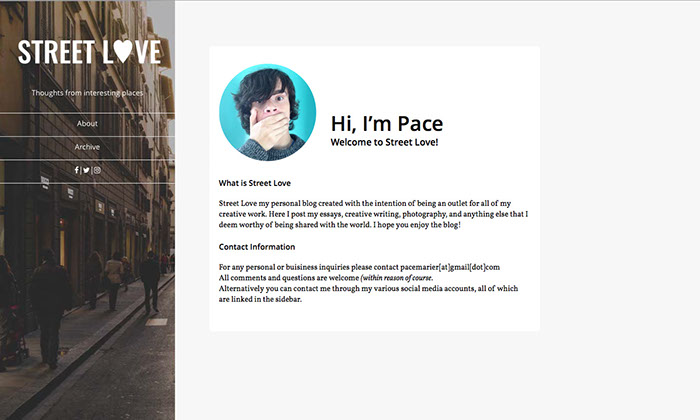 STREET L♥VE
Thoughts from interesting places
About
Archive
Hi, I'm Pace
Welcome to Street Love!
What is Street Love
Street Love my personal blog created with the intention of being an outlet for all of my
creative work. Here I post my essays, creative writing, photography, and anything else that I
deem worthy of being shared with the world. I hope you enjoy the blog!
Contact Information
For any personal or buisiness inquiries please contact pacemarier[at]gmail[dot]com
All comments and questions are welcome (within reason of course.
Alternatively you can contact me through my various social media accounts, all of which
are linked in the sidebar.